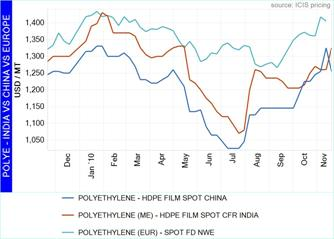 source: ICIS pricing
POLYE - INDIA VS CHINA VS EUROPE
USD / MT
1,400
1,350
1,300
1,250
1,200
1,150
1,100
1,050
Dec
Jan '10
Feb
Mar
Apr
May
Jun
Jul
Aug
Sep
Oct
Nov
POLYETHYLENE - HDPE FILM SPOT CHINA
POLYETHYLENE (ME) - HDPE FILM SPOT CFR INDIA
POLYETHYLENE (EUR) - SPOT FD NWE